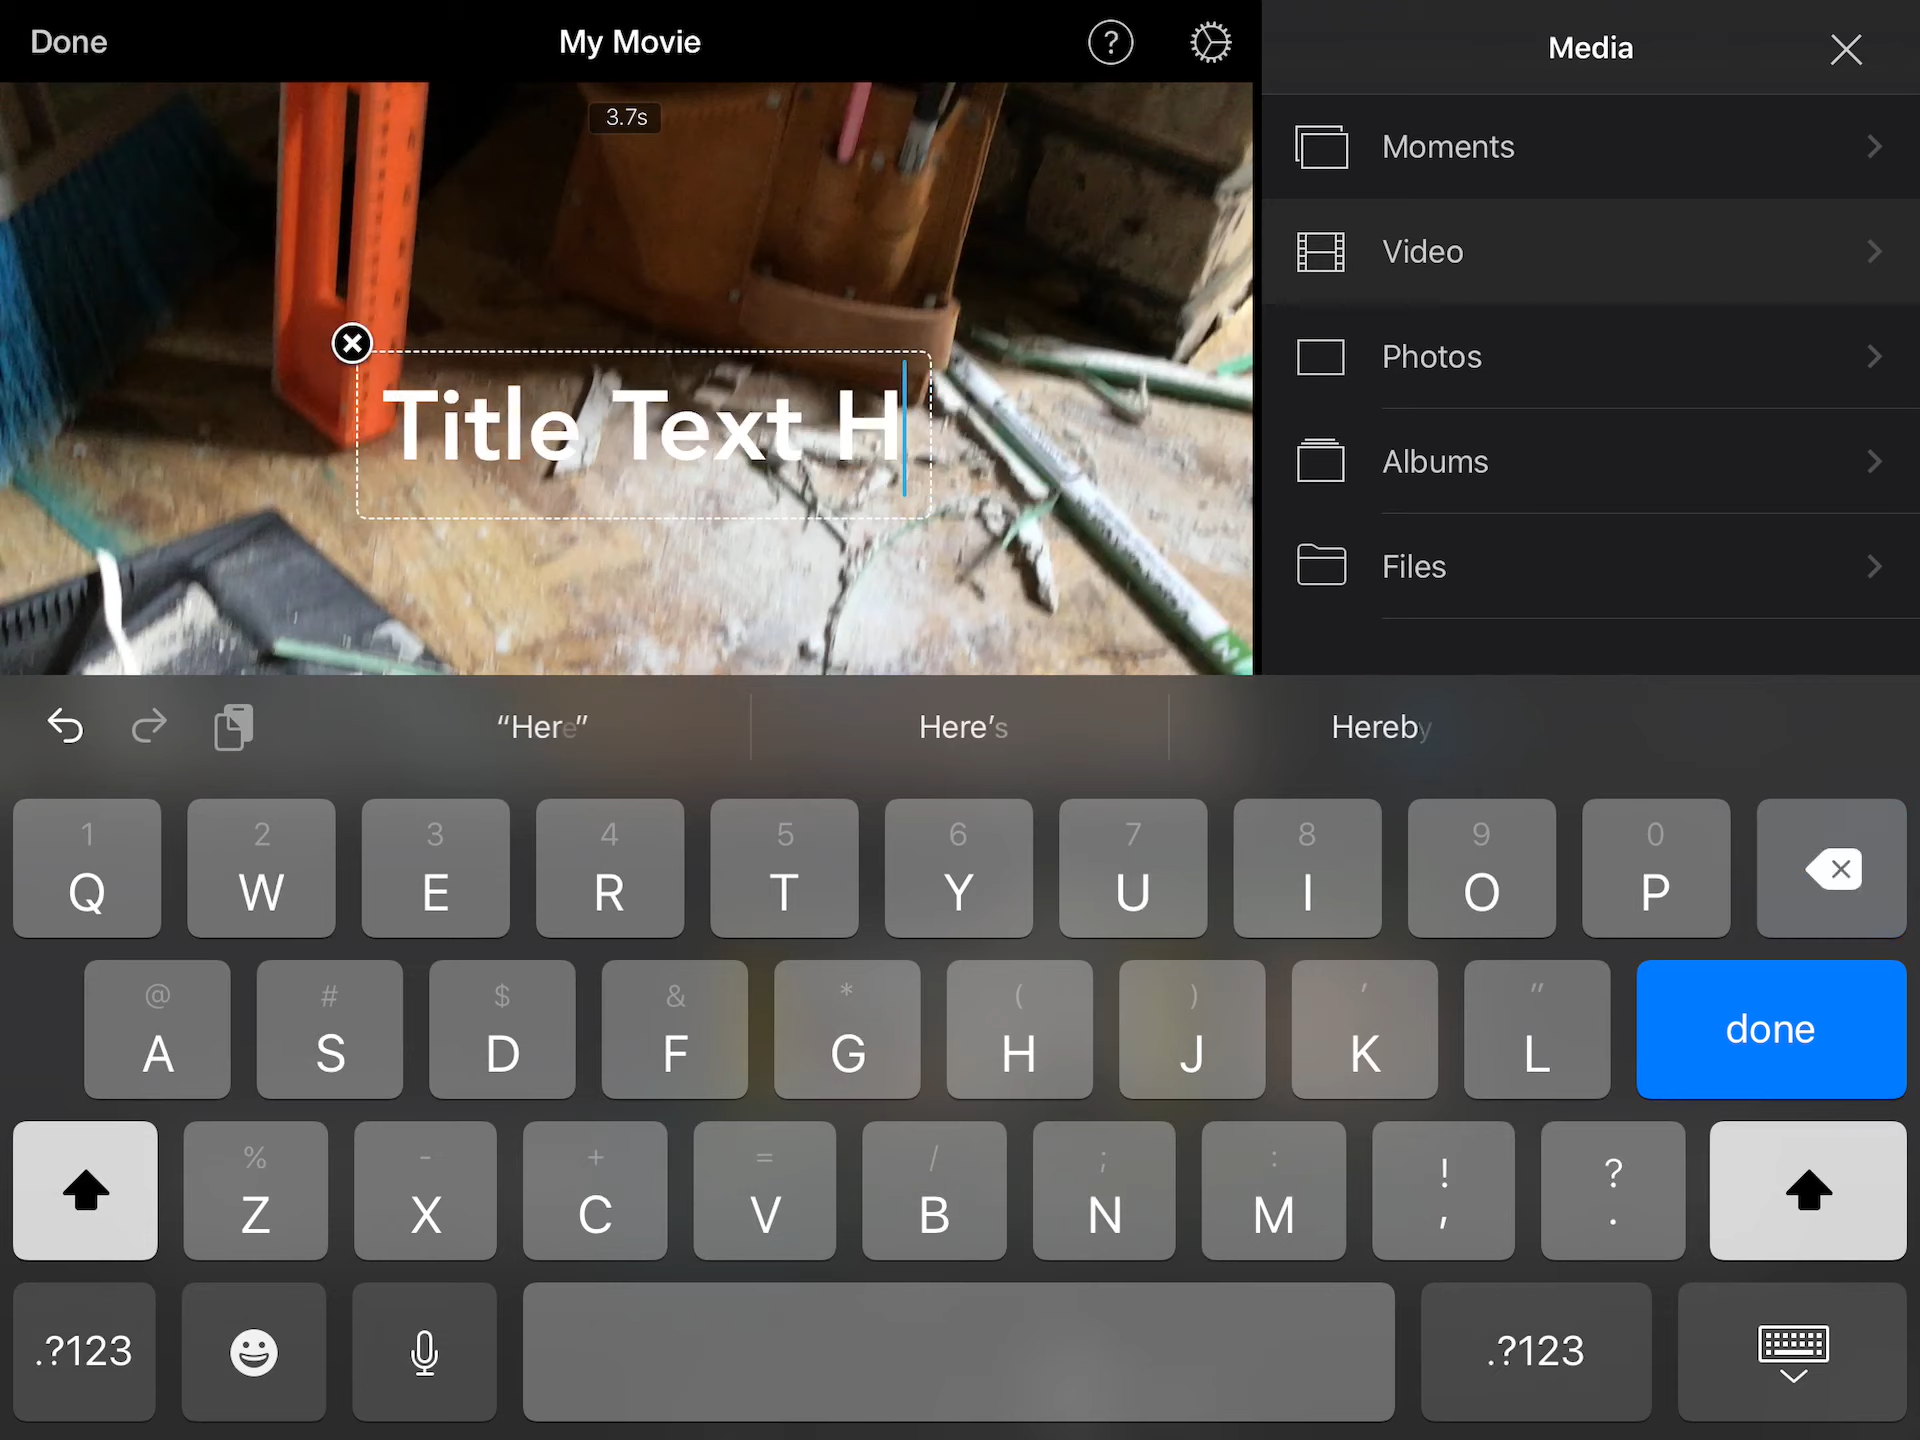 Done
My Movie
?
Media
3.7s
Moments
Video
Photos
Albums
Files
Title Text H
“Here”
Here’s
Hereby
1 2 3 4 5 6 7 8 9 0
Q W E R T Y U I O P
@ # $ & * ( ) ' "
A S D F G H J K L
done
% - + = / ; : ! ?
Z X C V B N M , .
.?123
.?123